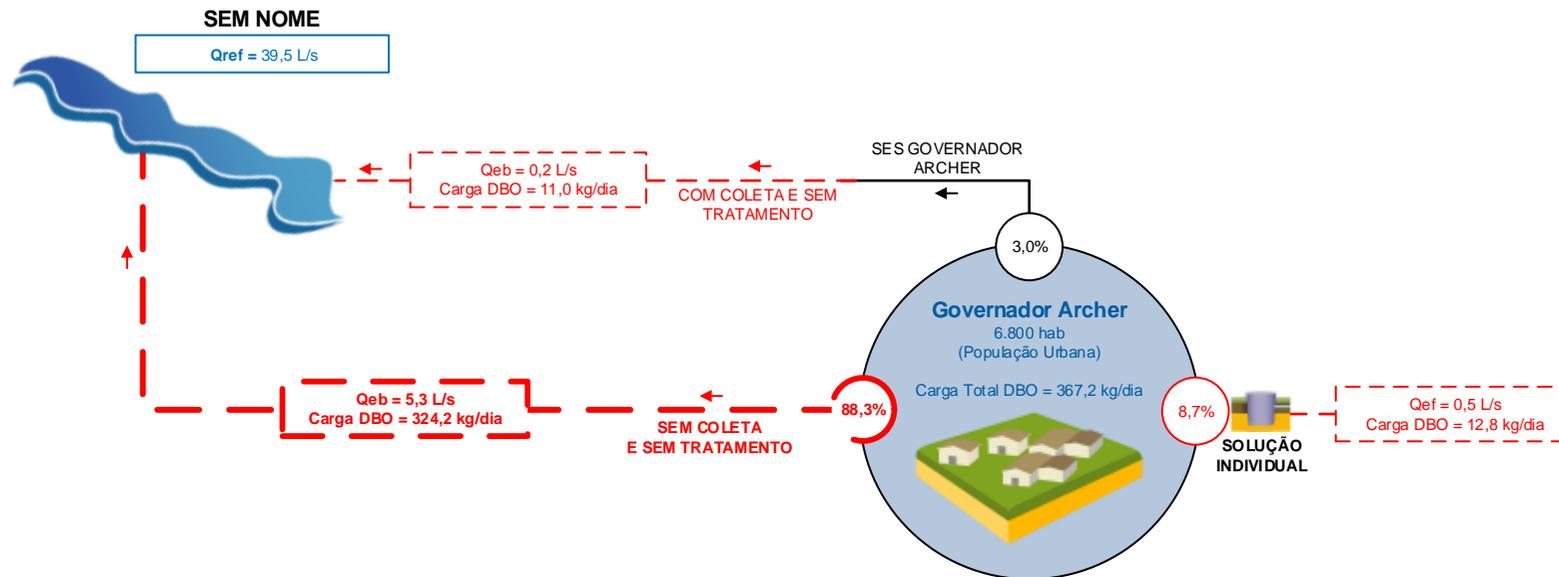 SEM NOME
Qref = 39,5 L/s
SES GOVERNADOR
ARCHER
Qeb = 0,2 L/s
Carga DBO = 11,0 kg/dia
COM COLETA E SEM
TRATAMENTO
3,0%
Governador Archer
6.800 hab
(População Urbana)
Carga Total DBO = 367,2 kg/dia
Qeb = 5,3 L/s
Carga DBO = 324,2 kg/dia
SEM COLETA
E SEM TRATAMENTO
88,3%
8,7%
SOLUÇÃO
INDIVIDUAL
Qef = 0,5 L/s
Carga DBO = 12,8 kg/dia